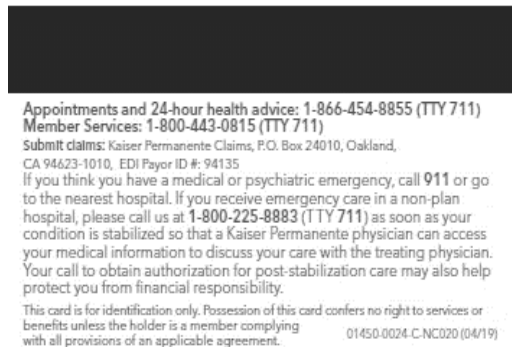 Appointments and 24-hour health advice: 1-866-454-8855 (TTY 711)
Member Services: 1-800-443-0815 (TTY 711)
Submit claims: Kaiser Permanente Claims, P.O. Box 24010, Oakland,
CA 94623-1010, EDI Payor ID #: 94135
If you think you have a medical or psychiatric emergency, call 911 or go
to the nearest hospital. If you receive emergency care in a non-plan
hospital, please call us at 1-800-225-8883 (TTY 711) as soon as your
condition is stabilized so that a Kaiser Permanente physician can access
your medical information to discuss your care with the treating physician.
Your call to obtain authorization for post-stabilization care may also help
protect you from financial responsibility.
This card is for identification only. Possession of this card confers no right to services or
benefits unless the holder is a member complying
with all provisions of an applicable agreement.
01450-0024-C-NC020 (04/19)